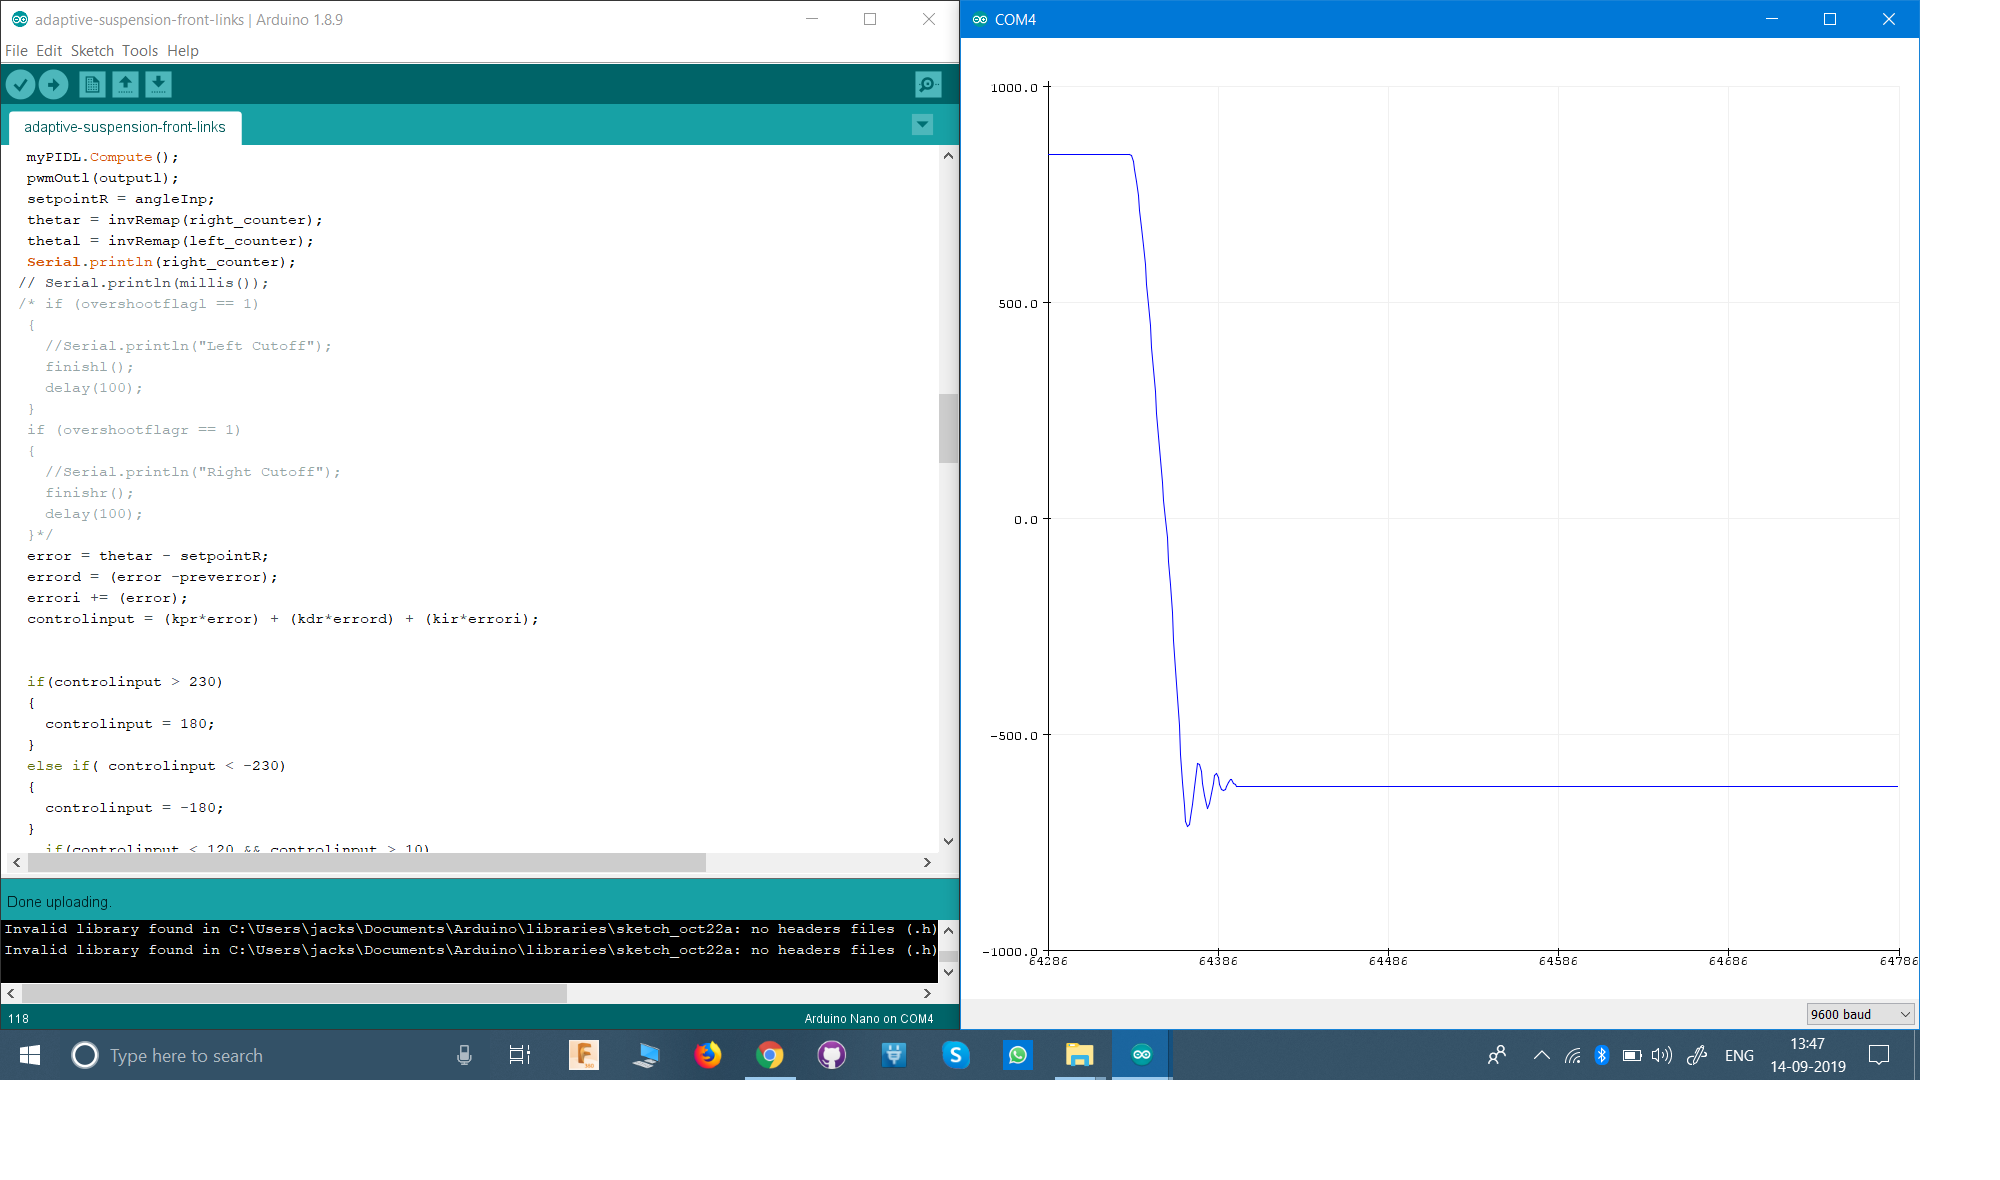 adaptive-suspension-front-links | Arduino 1.8.9
File Edit Sketch Tools Help
adaptive-suspension-front-links
myPIDL.Compute();
pwmOutl(outputl);
setpointR = angleInp;
thetar = invRemap(right_counter);
thetal = invRemap(left_counter);
Serial.println(right_counter);
// Serial.println(millis());
/* if (overshootflagl == 1)
{
//Serial.println("Left Cutoff");
finishl();
delay(100);
}
if (overshootflagr == 1)
{
//Serial.println("Right Cutoff");
finishr();
delay(100);
}*/
error = thetar - setpointR;
errord = (error -preverror);
errori += (error);
controlinput = (kpr*error) + (kdr*errord) + (kir*errori);
if(controlinput > 230)
{
controlinput = 180;
}
else if( controlinput < -230)
{
controlinput = -180;
}
if(controlinput < 120 && controlinput > 10)
Done uploading.
Invalid library found in C:\Users\jacks\Documents\Arduino\libraries\sketch_oct22a: no headers files (.h)
Invalid library found in C:\Users\jacks\Documents\Arduino\libraries\sketch_oct22a: no headers files (.h)
118
Arduino Nano on COM4
COM4
1000.0
500.0
0.0
-500.0
-1000.0
64286 64386 64486 64586 64686 64786
9600 baud
Type here to search
ENG
13:47
14-09-2019